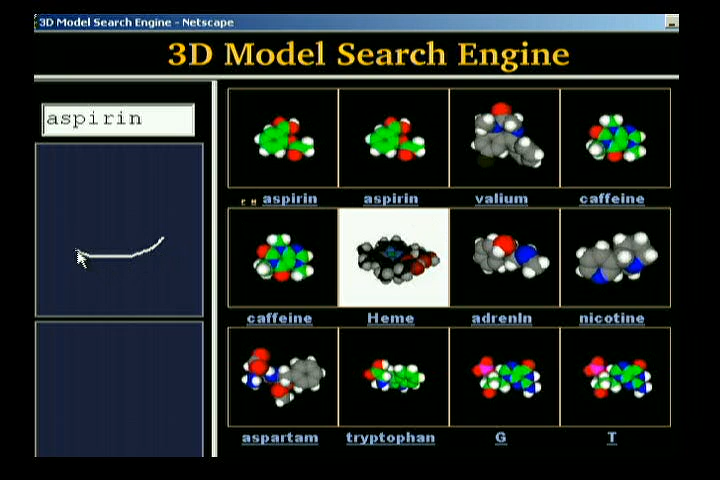 3D Model Search Engine - Netscape
3D Model Search Engine
aspirin
aspirin aspirin valium caffeine
caffeine Heme adrenln nicotine
aspartam tryptophan G T